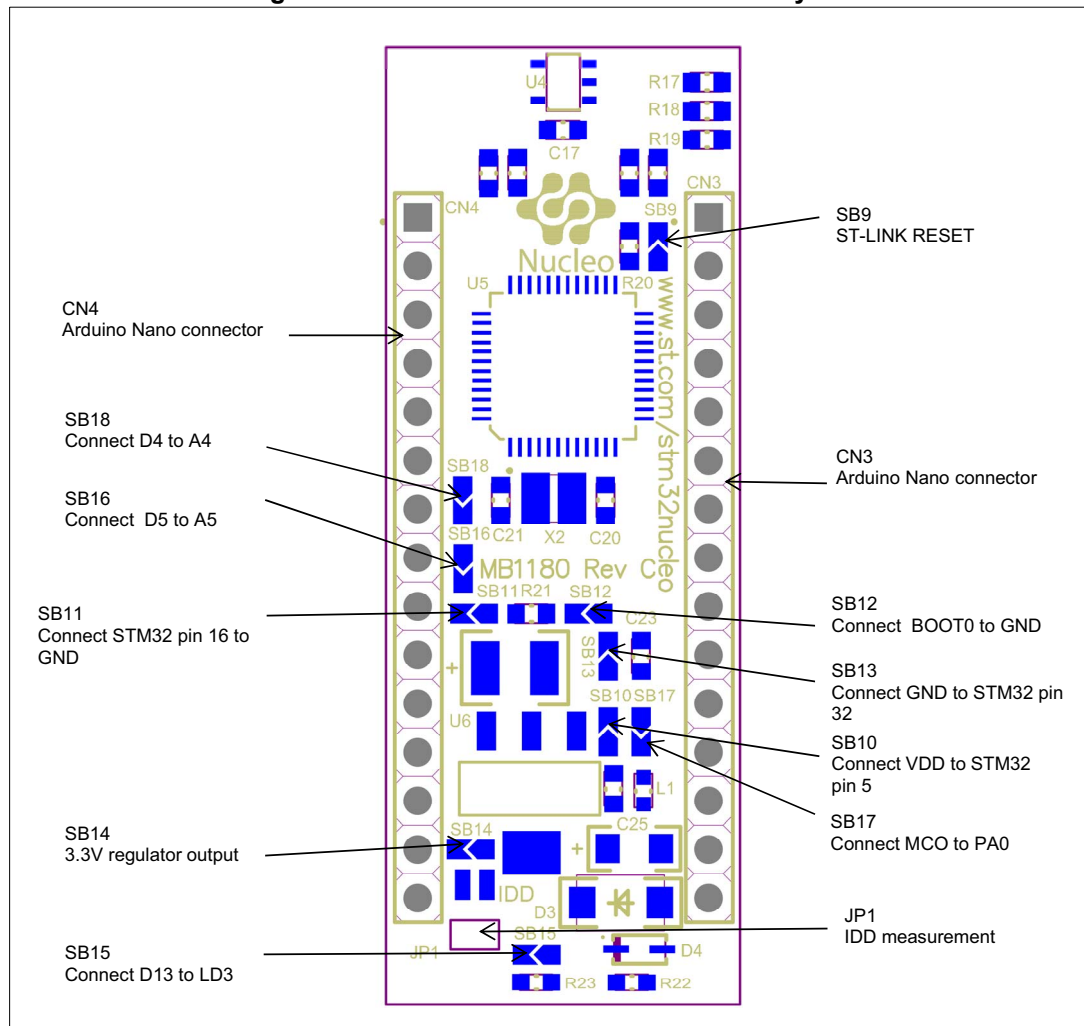 U4
R17
R18
R19
C17
CN3
CN4
SB9
SB9
ST-LINK RESET
Nucleo
U5
R20
www.st.com/stm32nucleo
CN4
Arduino Nano connector
SB18
Connect D4 to A4
CN3
Arduino Nano connector
SB18
SB16
Connect D5 to A5
SB16
C21
X2
C20
MB1180 Rev C
SB11
R21
SB12
C23
SB11
Connect STM32 pin 16 to
GND
SB12
Connect BOOT0 to GND
+
SB13
SB13
Connect GND to STM32 pin
32
SB10
SB17
U6
SB10
Connect VDD to STM32
pin 5
L1
SB17
Connect MCO to PA0
SB14
3.3V regulator output
SB14
C25
+
IDD
D3
JP1
IDD measurement
JP1
SB15
D4
SB15
Connect D13 to LD3
R23
R22